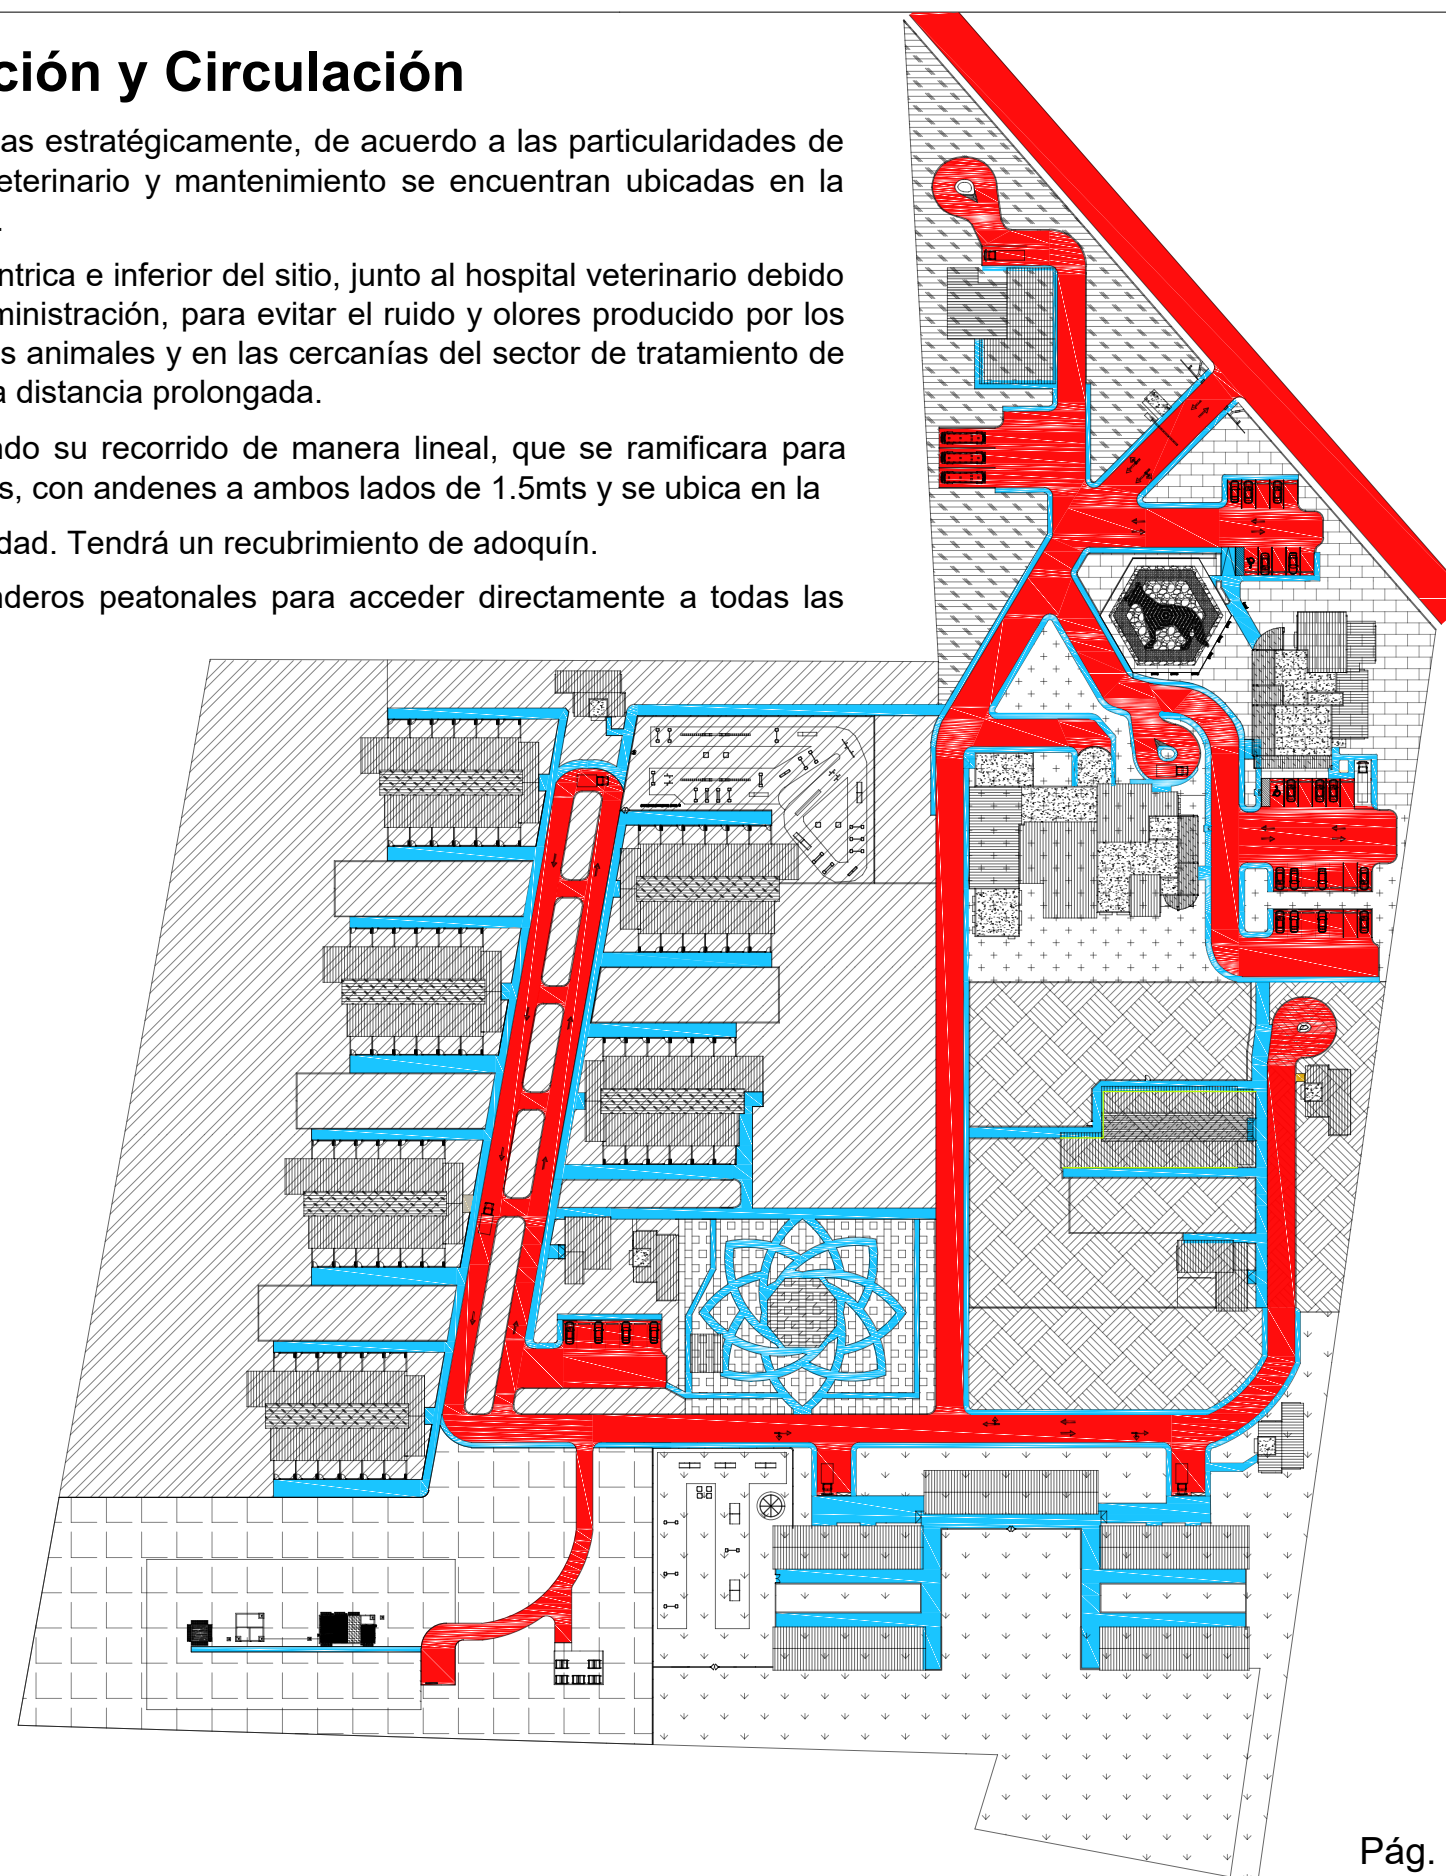 ción y Circulación
as estratégicamente, de acuerdo a las particularidades de
eterinario y mantenimiento se encuentran ubicadas en la
.
ntrica e inferior del sitio, junto al hospital veterinario debido
ministración, para evitar el ruido y olores producido por los
s animales y en las cercanías del sector de tratamiento de
a distancia prolongada.
ndo su recorrido de manera lineal, que se ramificara para
s, con andenes a ambos lados de 1.5mts y se ubica en la
dad. Tendrá un recubrimiento de adoquín.
nderos peatonales para acceder directamente a todas las
Pág.